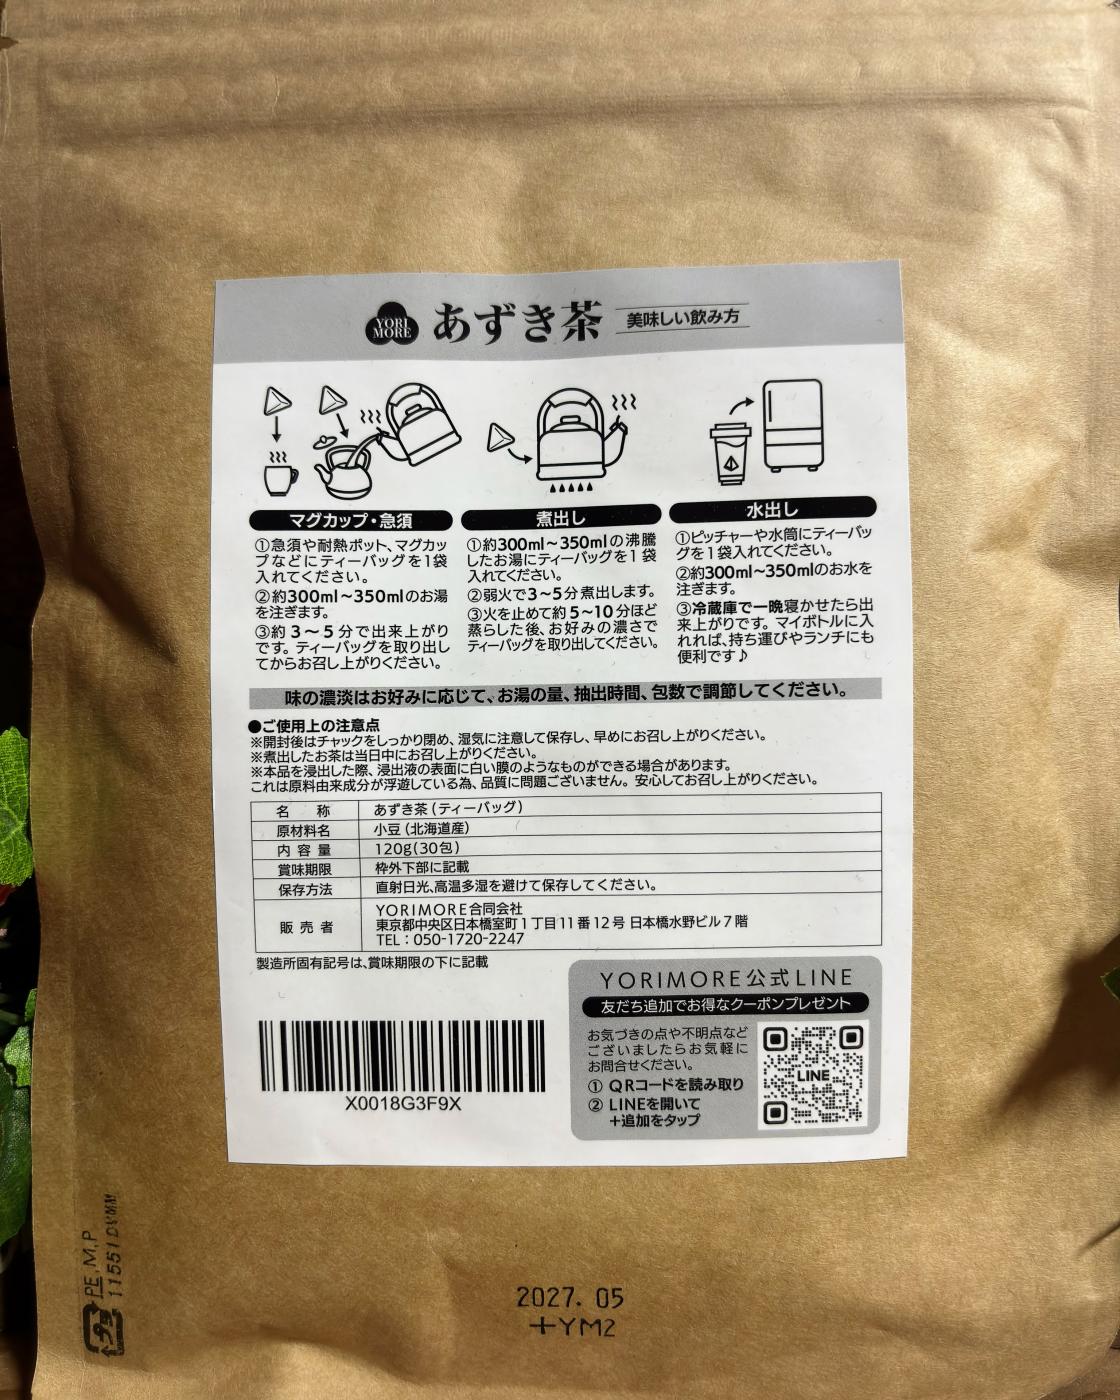 YORI
MORE
あずき茶 美味しい飲み方
マグカップ・急須
①急須や耐熱ポット、マグカッ
プなどにティーバッグを1袋
入れてください。
②約300ml~350mlのお湯
を注ぎます。
③約3~5分で出来上がり
です。ティーバッグを取り出し
てからお召し上がりください。
煮出し
①約300ml~350mlの沸騰
したお湯にティーバッグを1袋
入れてください。
②弱火で3~5分煮出します。
③火を止めて約5~10分ほど
蒸らした後、お好みの濃さで
ティーバッグを取り出してください。
水出し
①ピッチャーや水筒にティーバッ
グを1袋入れてください。
②約300ml~350mlのお水を
注ぎます。
③冷蔵庫で一晩寝かせたら出
来上がりです。マイボトルに入
れれば、持ち運びやランチにも
便利です♪
味の濃淡はお好みに応じて、お湯の量、抽出時間、包数で調節してください。
●ご使用上の注意点
※開封後はチャックをしっかり閉め、湿気に注意して保存し、早めにお召し上がりください。
※煮出したお茶は当日中にお召し上がりください。
※本品を浸出した際、浸出液の表面に白い膜のようなものができる場合があります。
これは原料由来成分が浮遊している為、品質に問題ございません。安心してお召し上がりください。
名称 あずき茶（ティーバッグ）
原材料名 小豆（北海道産）
内容量 120g(30包)
賞味期限 枠外下部に記載
保存方法 直射日光、高温多湿を避けて保存してください。
販売者 YORIMORE合同会社
東京都中央区日本橋室町1丁目11番12号 日本橋水野ビル7階
TEL：050-1720-2247
製造所固有記号は、賞味期限の下に記載
X0018G3F9X
YORIMORE公式LINE
友だち追加でお得なクーポンプレゼント
お気づきの点や不明点など
ございましたらお気軽に
お問合せください。
① QRコードを読み取り
② LINEを開いて
+追加をタップ
LINE
プラ
PE,M,P
11551DVMM
2027. 05
+YM2